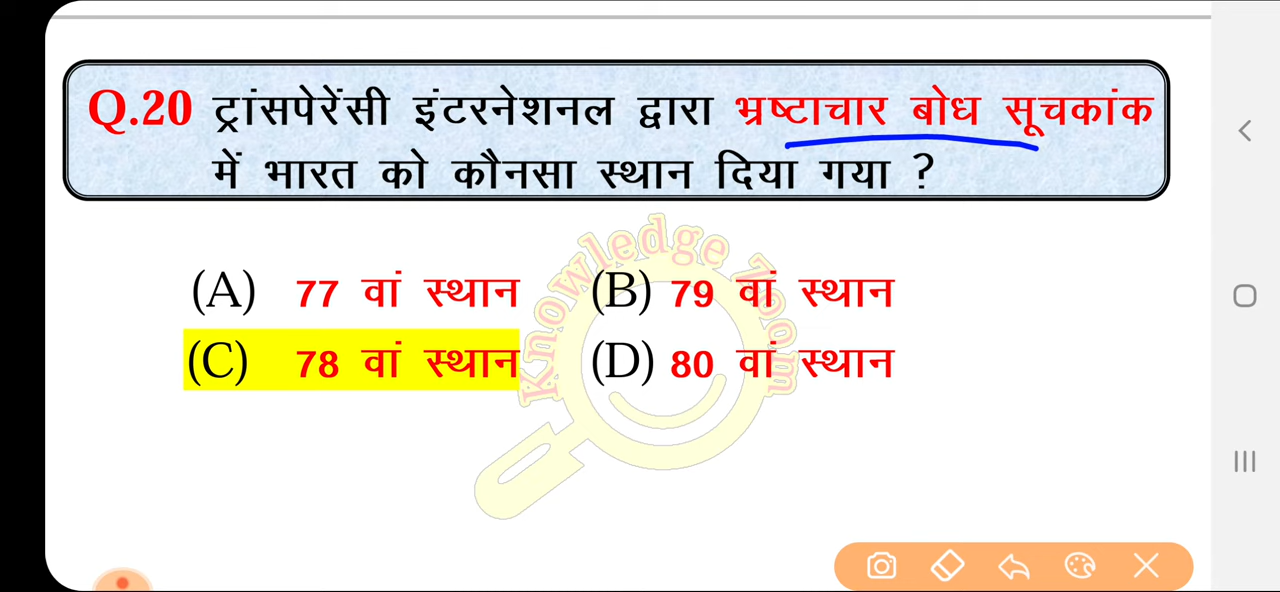 Q.20 ट्रांसपेरेंसी इंटरनेशनल द्वारा भ्रष्टाचार बोध सूचकांक
में भारत को कौनसा स्थान दिया गया ?
(A) 77 वां स्थान (B) 79 वां स्थान
(C) 78 वां स्थान (D) 80 वां स्थान
Knowledge Zoom